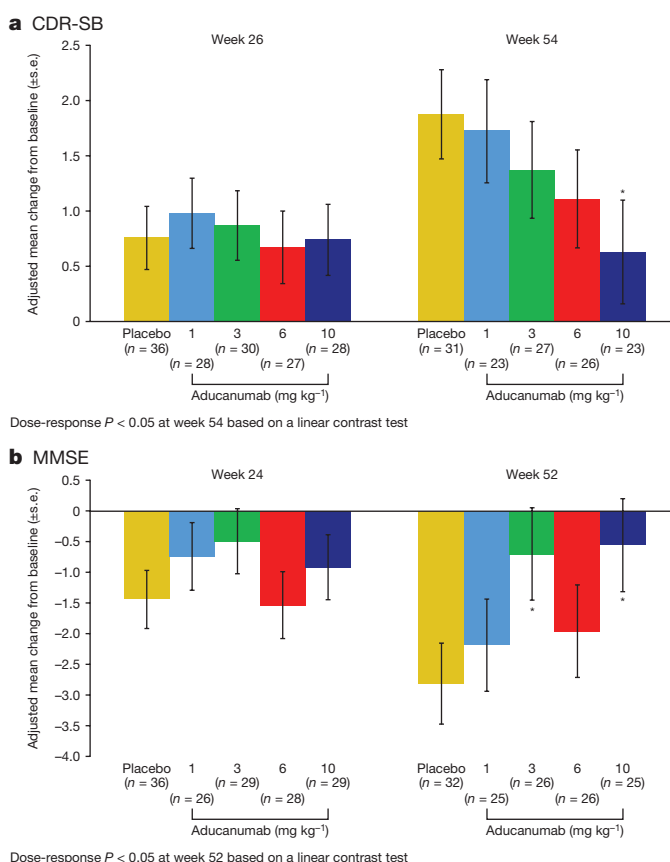 a CDR-SB
Week 26 Week 54
Adjusted mean change from baseline (±s.e.)
2.5
2.0
1.5
1.0
0.5
0
*
Placebo 1 3 6 10 Placebo 1 3 6 10
(n = 36) (n = 30) (n = 28) (n = 31) (n = 27) (n = 23)
(n = 28) (n = 27) (n = 23) (n = 26)
Aducanumab (mg kg⁻¹) Aducanumab (mg kg⁻¹)
Dose-response P < 0.05 at week 54 based on a linear contrast test
b MMSE
Week 24 Week 52
Adjusted mean change from baseline (±s.e.)
0.5
0
−0.5
−1.0
−1.5
−2.0
−2.5
−3.0
−3.5
−4.0
* *
Placebo 1 3 6 10 Placebo 1 3 6 10
(n = 36) (n = 29) (n = 29) (n = 32) (n = 26) (n = 25)
(n = 26) (n = 28) (n = 25) (n = 26)
Aducanumab (mg kg⁻¹) Aducanumab (mg kg⁻¹)
Dose-response P < 0.05 at week 52 based on a linear contrast test